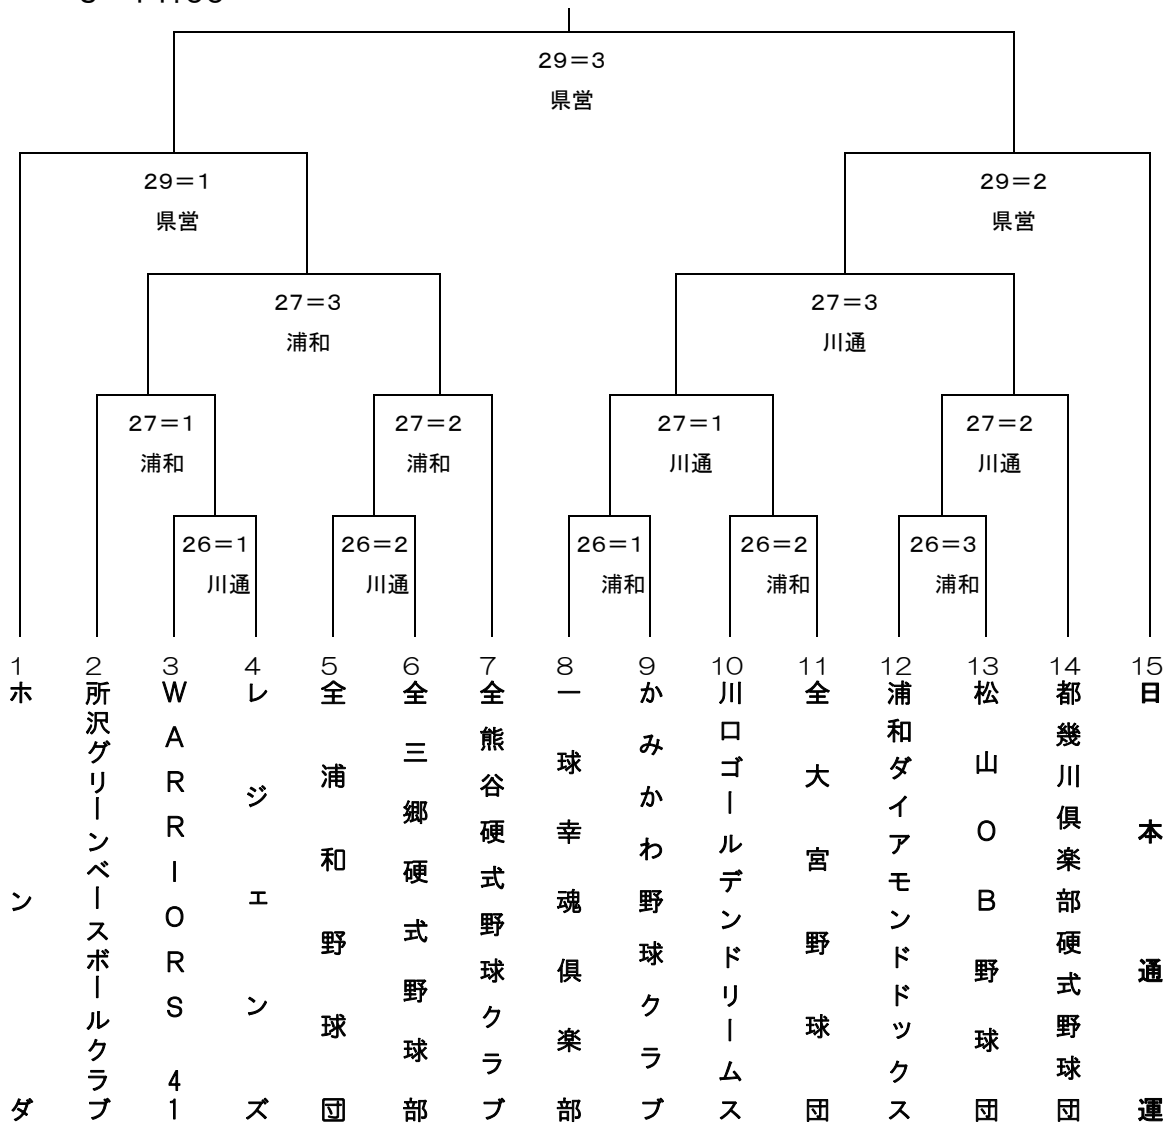 29=3
県営
29=1
29=2
県営
県営
27=3
27=3
浦和
川通
27=1
27=2
27=1
27=2
浦和
浦和
川通
川通
26=1
26=2
26=1
26=2
26=3
川通
川通
浦和
浦和
浦和
1
ホンダ
2
所沢グリーンベースボールクラブ
3
WARRIORS 41
4
レジェンズ
5
全浦和野球団
6
全三郷硬式野球部
7
全熊谷硬式野球クラブ
8
一球幸魂倶楽部
9
かみかわ野球クラブ
10
川口ゴールデンドリームス
11
全大宮野球団
12
浦和ダイアモンドドックス
13
松山OB野球団
14
都幾川倶楽部硬式野球団
15
日本通運